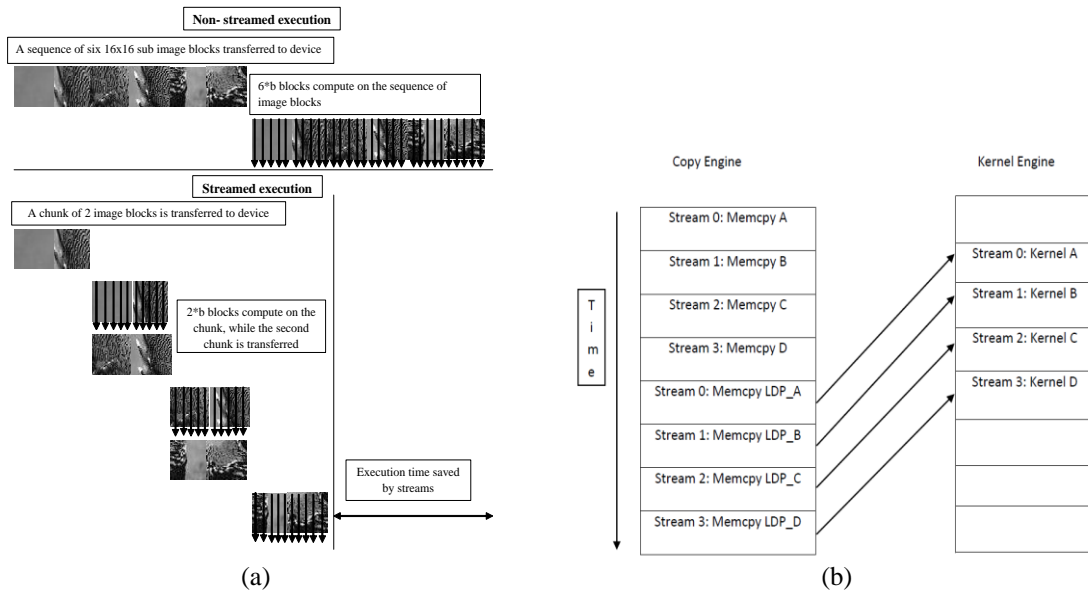 Non- streamed execution
A sequence of six 16x16 sub image blocks transferred to device
6*b blocks compute on the sequence of
image blocks
Streamed execution
A chunk of 2 image blocks is transferred to device
2*b blocks compute on the
chunk, while the second
chunk is transferred
Execution time saved
by streams
(a)
Copy Engine
Kernel Engine
T
i
m
e
Stream 0: Memcpy A
Stream 1: Memcpy B
Stream 2: Memcpy C
Stream 3: Memcpy D
Stream 0: Memcpy LDP_A
Stream 1: Memcpy LDP_B
Stream 2: Memcpy LDP_C
Stream 3: Memcpy LDP_D
Stream 0: Kernel A
Stream 1: Kernel B
Stream 2: Kernel C
Stream 3: Kernel D
(b)